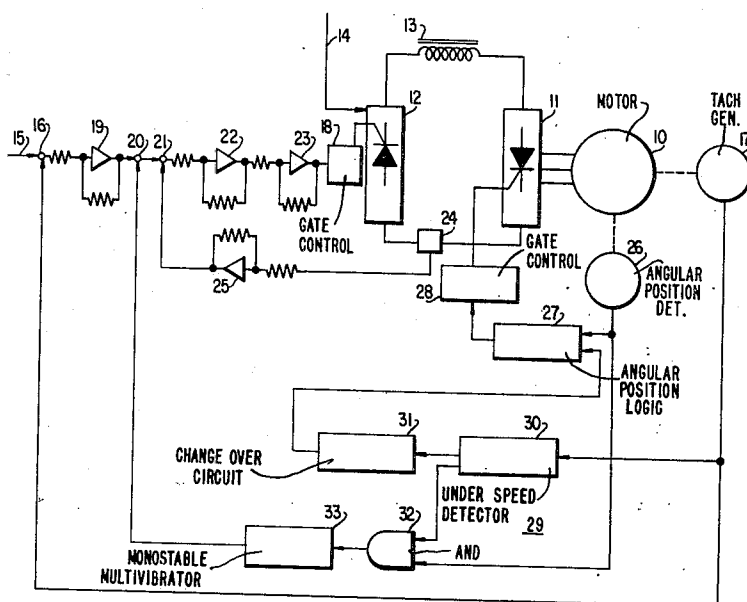 13
14
12
11
MOTOR
TACH
GEN.
10
15
16
19
20
21
22
23
18
GATE
CONTROL
24
25
GATE
CONTROL
28
26
ANGULAR
POSITION
DET.
27
ANGULAR
POSITION
LOGIC
31
30
CHANGE OVER
CIRCUIT
UNDER SPEED
DETECTOR
29
33
32
AND
MONOSTABLE
MULTIVIBRATOR